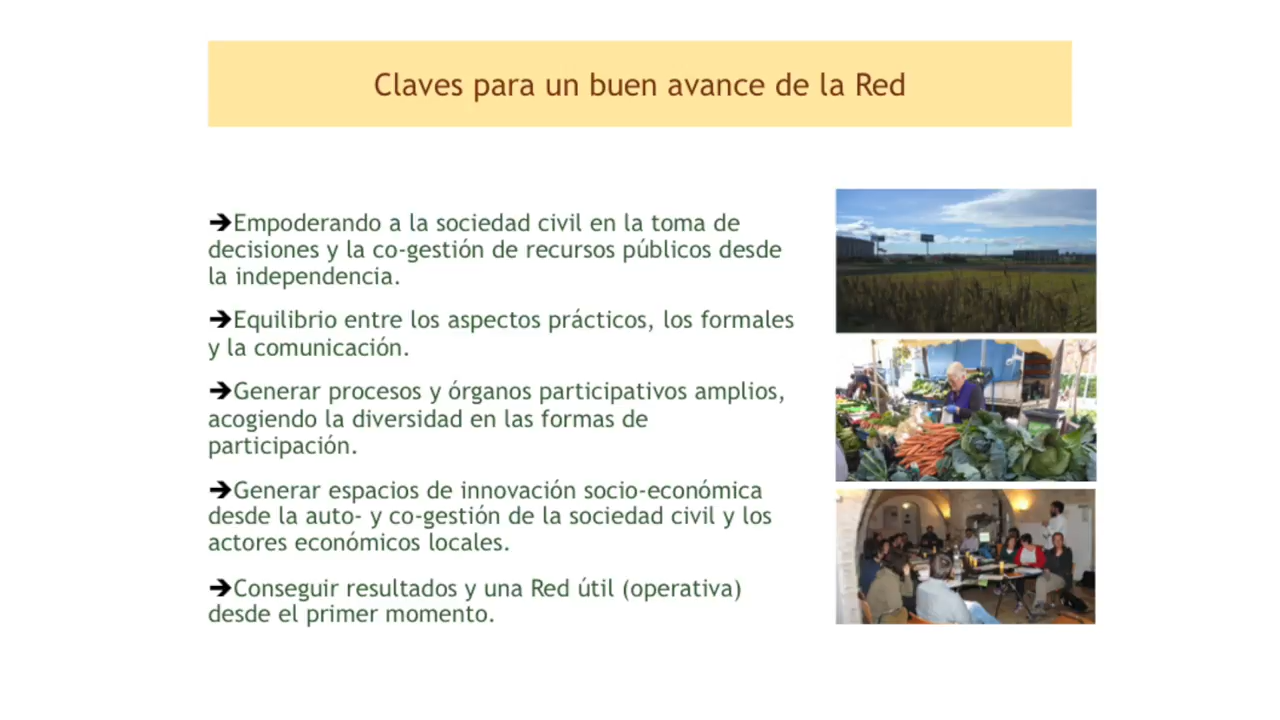 Claves para un buen avance de la Red
➔Empoderando a la sociedad civil en la toma de
decisiones y la co-gestión de recursos públicos desde
la independencia.
➔Equilibrio entre los aspectos prácticos, los formales
y la comunicación.
➔Generar procesos y órganos participativos amplios,
acogiendo la diversidad en las formas de
participación.
➔Generar espacios de innovación socio-económica
desde la auto- y co-gestión de la sociedad civil y los
actores económicos locales.
➔Conseguir resultados y una Red útil (operativa)
desde el primer momento.